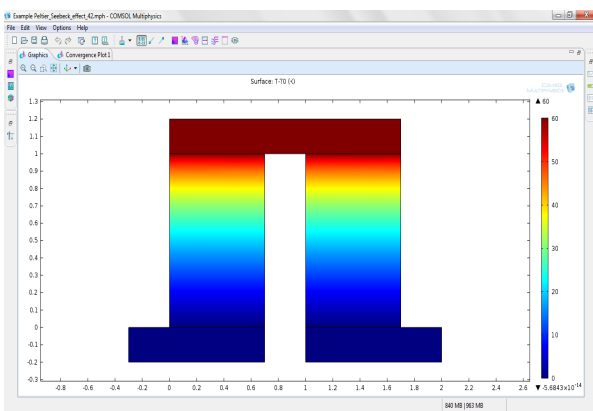 Example Peltier_Seebeck_effect_42.mph - COMSOL Multiphysics
File Edit View Options Help
Graphics Convergence Plot 1
Surface: T-T0 (K)
COMSOL
MULTIPHYSICS
▲ 60
1.3
1.2
1.1
1
0.9
0.8
0.7
0.6
0.5
0.4
0.3
0.2
0.1
0
-0.1
-0.2
-0.3
60
50
40
30
20
10
0
-0.8 -0.6 -0.4 -0.2 0 0.2 0.4 0.6 0.8 1 1.2 1.4 1.6 1.8 2 2.2 2.4 2.6
▼ -5.6843x10⁻¹⁴
840 MB | 963 MB